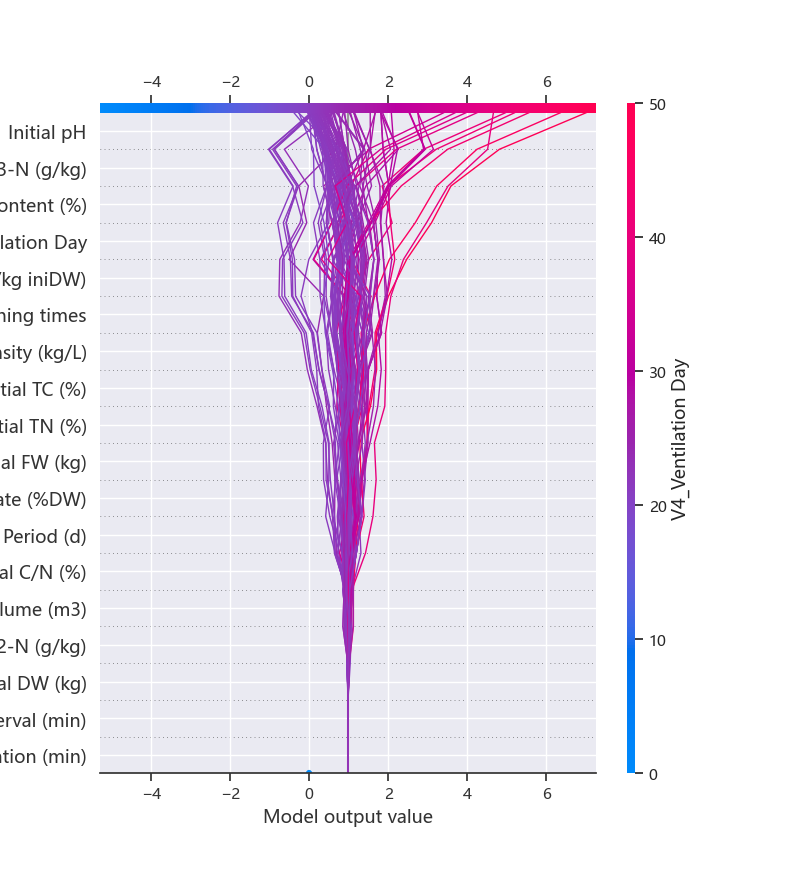 −4 −2 0 2 4 6
Initial pH
3-N (g/kg)
ontent (%)
lation Day
/kg iniDW)
ning times
sity (kg/L)
tial TC (%)
tial TN (%)
al FW (kg)
ate (%DW)
Period (d)
al C/N (%)
lume (m3)
2-N (g/kg)
al DW (kg)
erval (min)
ation (min)
−4 −2 0 2 4 6
Model output value
50
40
30
20
10
0
V4_Ventilation Day